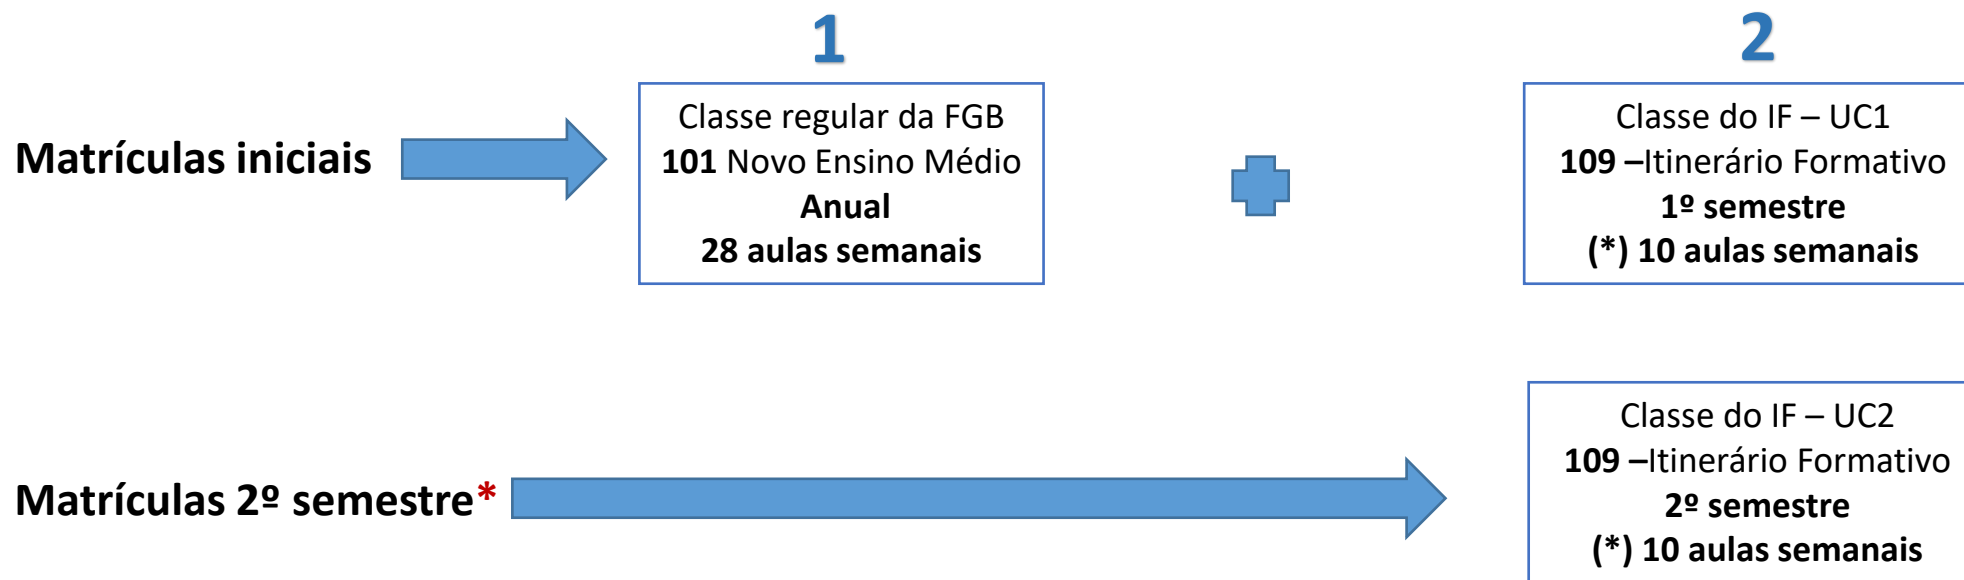 1
2
Matrículas iniciais
Classe regular da FGB
101 Novo Ensino Médio
Anual
28 aulas semanais
Classe do IF – UC1
109 –Itinerário Formativo
1º semestre
(*) 10 aulas semanais
Matrículas 2º semestre*
Classe do IF – UC2
109 –Itinerário Formativo
2º semestre
(*) 10 aulas semanais